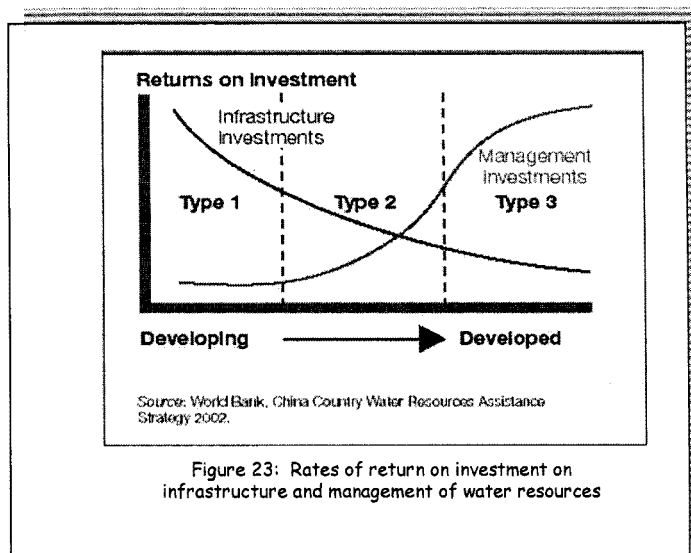 Returns on Investment
Infrastructure
Investments
Management
Investments
Type 1
Type 2
Type 3
Developing
Developed
Source: World Bank, China Country Water Resources Assistance
Strategy 2002.
Figure 23: Rates of return on investment on
infrastructure and management of water resources